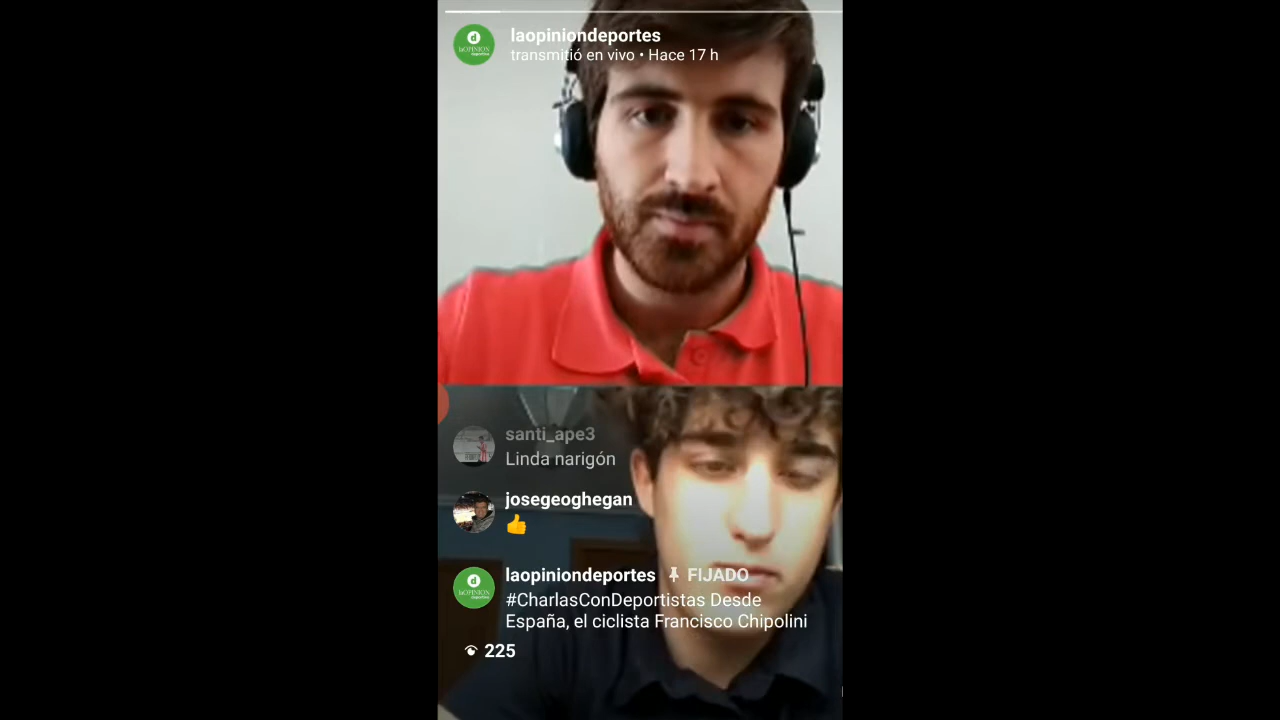 laopiniondeportes
transmitió en vivo • Hace 17 h
santi_ape3
Linda narigón
josegeoghegan
laopiniondeportes FIJADO
#CharlasConDeportistas Desde
España, el ciclista Francisco Chipolini
225